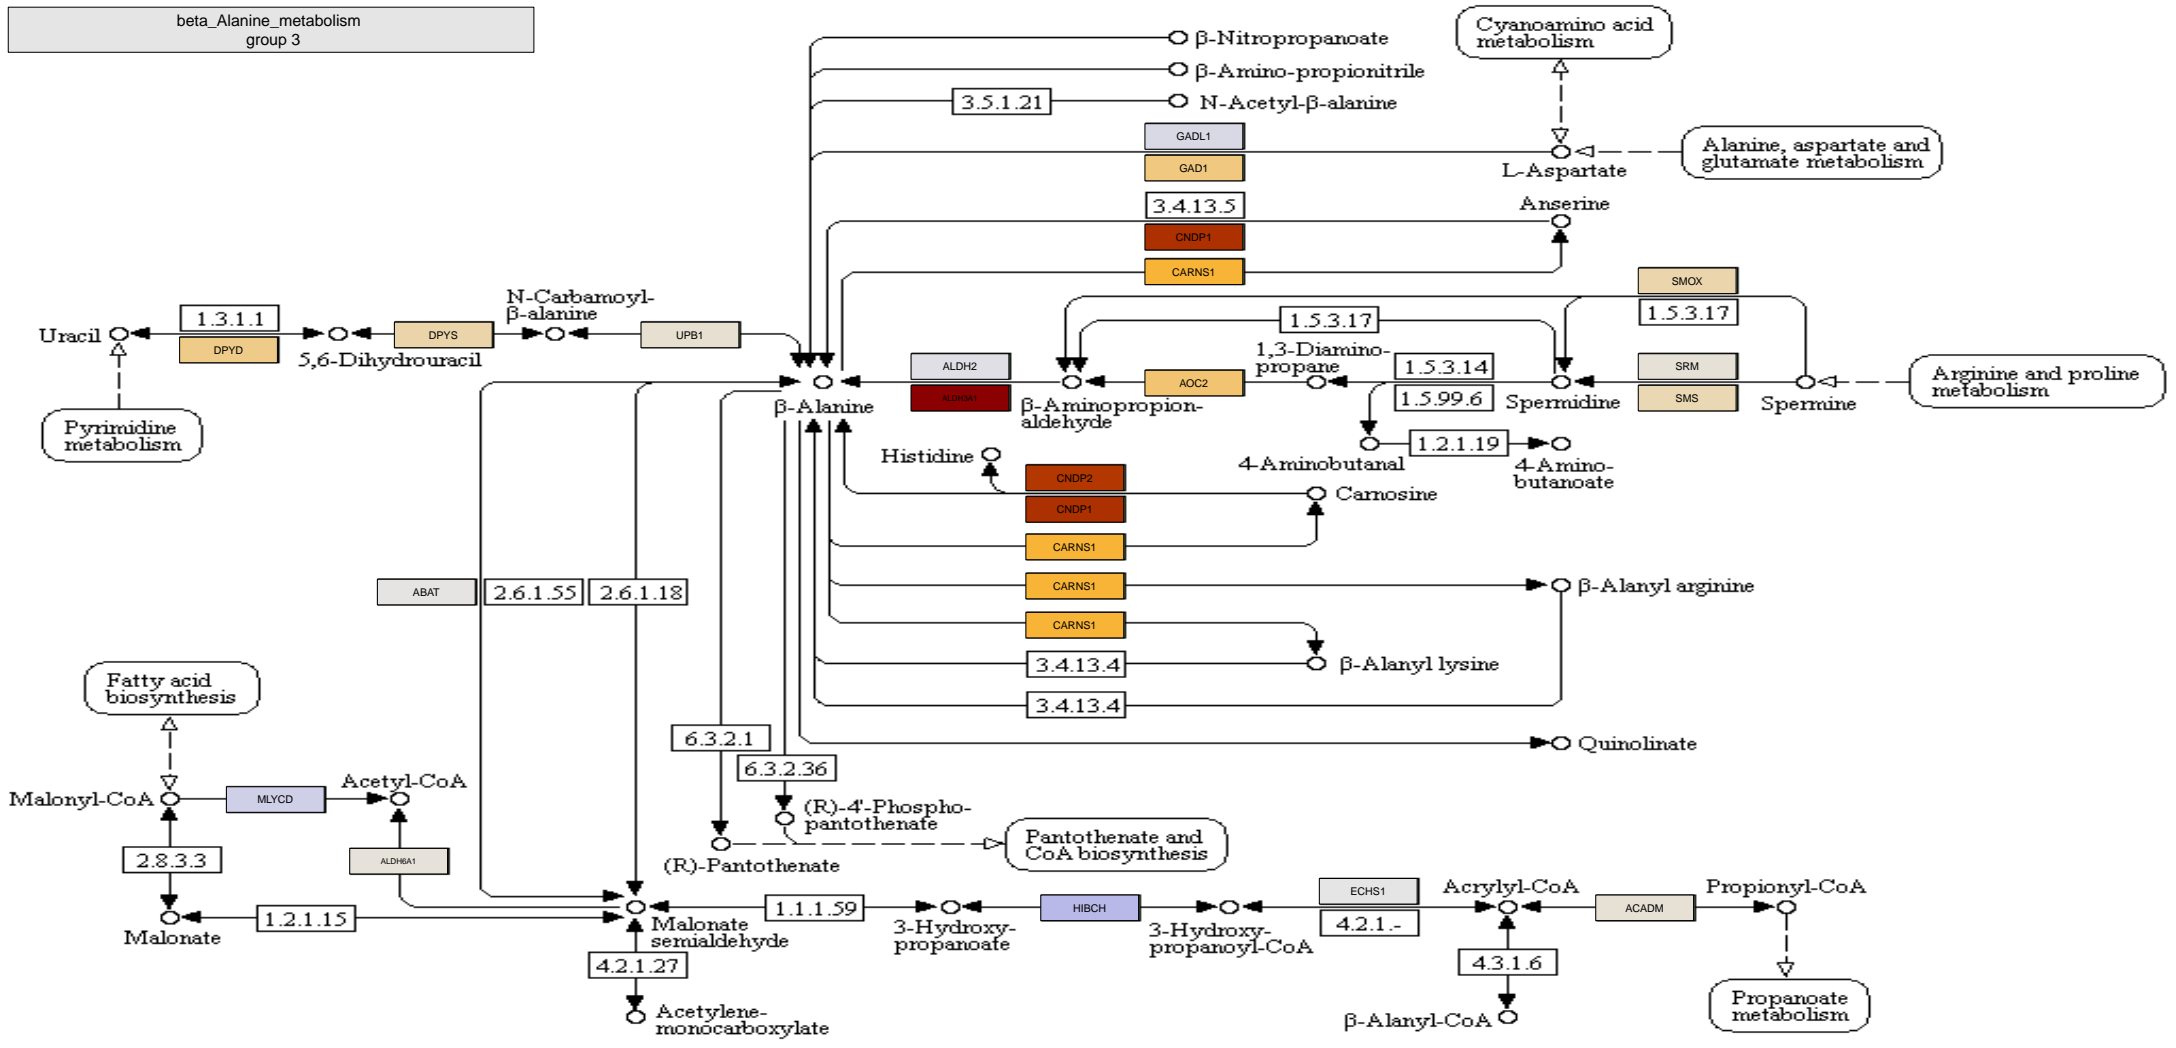 beta_Alanine_metabolism
group 3
β-Nitropropanoate
β-Amino-propionitrile
3.5.1.21
N-Acetyl-β-alanine
Cyanoamino acid
metabolism
GADL1
GAD1
L-Aspartate
Alanine, aspartate and
glutamate metabolism
3.4.13.5
CNDP1
CARNS1
Anserine
SMOX
1.5.3.17
1.5.3.17
Uracil
1.3.1.1
DPYD
5,6-Dihydrouracil
DPYS
N-Carbamoyl-
β-alanine
UPB1
Pyrimidine
metabolism
β-Alanine
ALDH2
ALDH3A1
β-Aminopropion-
aldehyde
AOC2
1,3-Diamino-
propane
1.5.3.14
1.5.99.6
Spermidine
SRM
SMS
Spermine
Arginine and proline
metabolism
4-Aminobutanal
1.2.1.19
4-Amino-
butanoate
Histidine
CNDP2
CNDP1
Carnosine
CARNS1
CARNS1
β-Alanyl arginine
CARNS1
3.4.13.4
β-Alanyl lysine
3.4.13.4
ABAT
2.6.1.55
2.6.1.18
6.3.2.1
6.3.2.36
Quinolinate
Fatty acid
biosynthesis
Malonyl-CoA
MLYCD
Acetyl-CoA
(R)-4'-Phospho-
pantothenate
(R)-Pantothenate
Pantothenate and
CoA biosynthesis
2.8.3.3
ALDH6A1
Malonate
1.2.1.15
Malonate
semialdehyde
1.1.1.59
3-Hydroxy-
propanoate
HIBCH
3-Hydroxy-
propanoyl-CoA
ECHS1
4.2.1.-
Acrylyl-CoA
ACADM
Propionyl-CoA
4.2.1.27
Acetylene-
monocarboxylate
4.3.1.6
β-Alanyl-CoA
Propanoate
metabolism